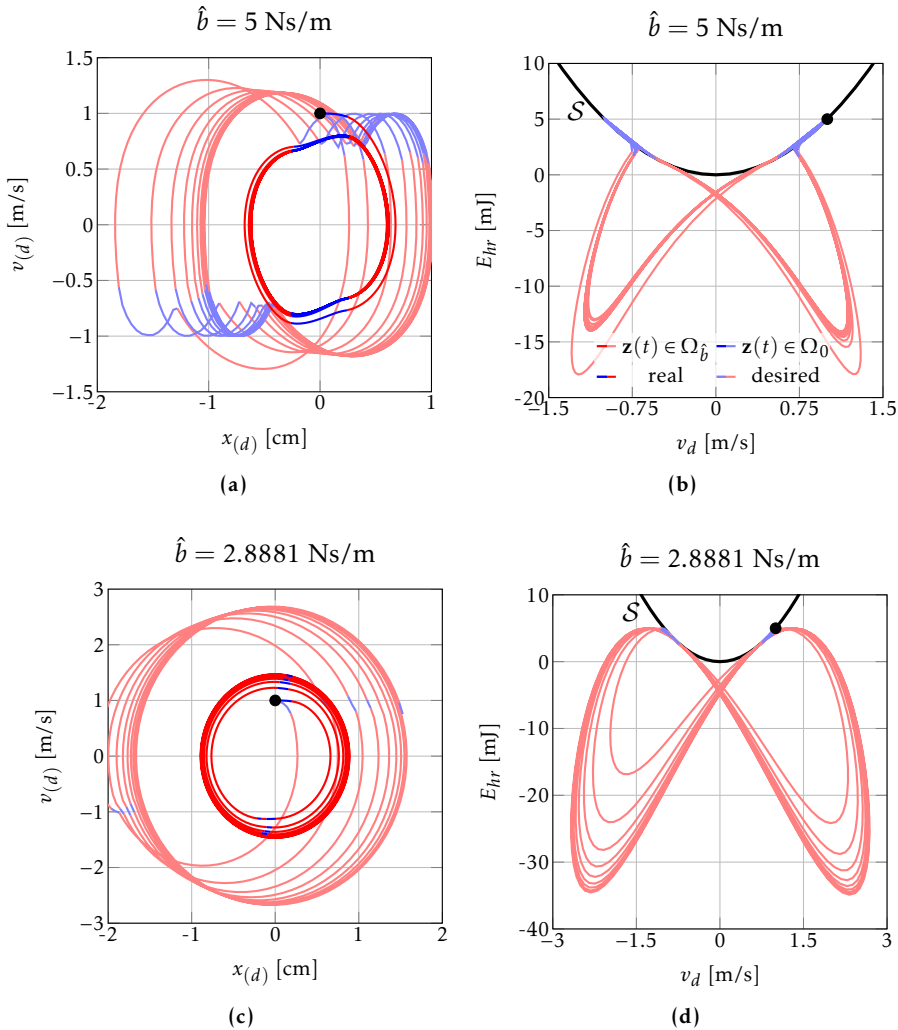 b̂ = 5 Ns/m
1.5
1
0.5
0
−0.5
−1
−1.5
-2
-1
0
1
v(d) [m/s]
x(d) [cm]
(a)
b̂ = 5 Ns/m
S
10
5
0
-5
-10
-15
-20
−1.5
−0.75
0
0.75
1.5
E_hr [mJ]
z(t) ∈ Ω_b̂
z(t) ∈ Ω_0
real
desired
v_d [m/s]
(b)
b̂ = 2.8881 Ns/m
3
2
1
0
−1
−2
−3
-2
-1
0
1
2
v(d) [m/s]
x(d) [cm]
(c)
b̂ = 2.8881 Ns/m
S
10
0
-10
-20
-30
-40
−3
−1.5
0
1.5
3
E_hr [mJ]
v_d [m/s]
(d)